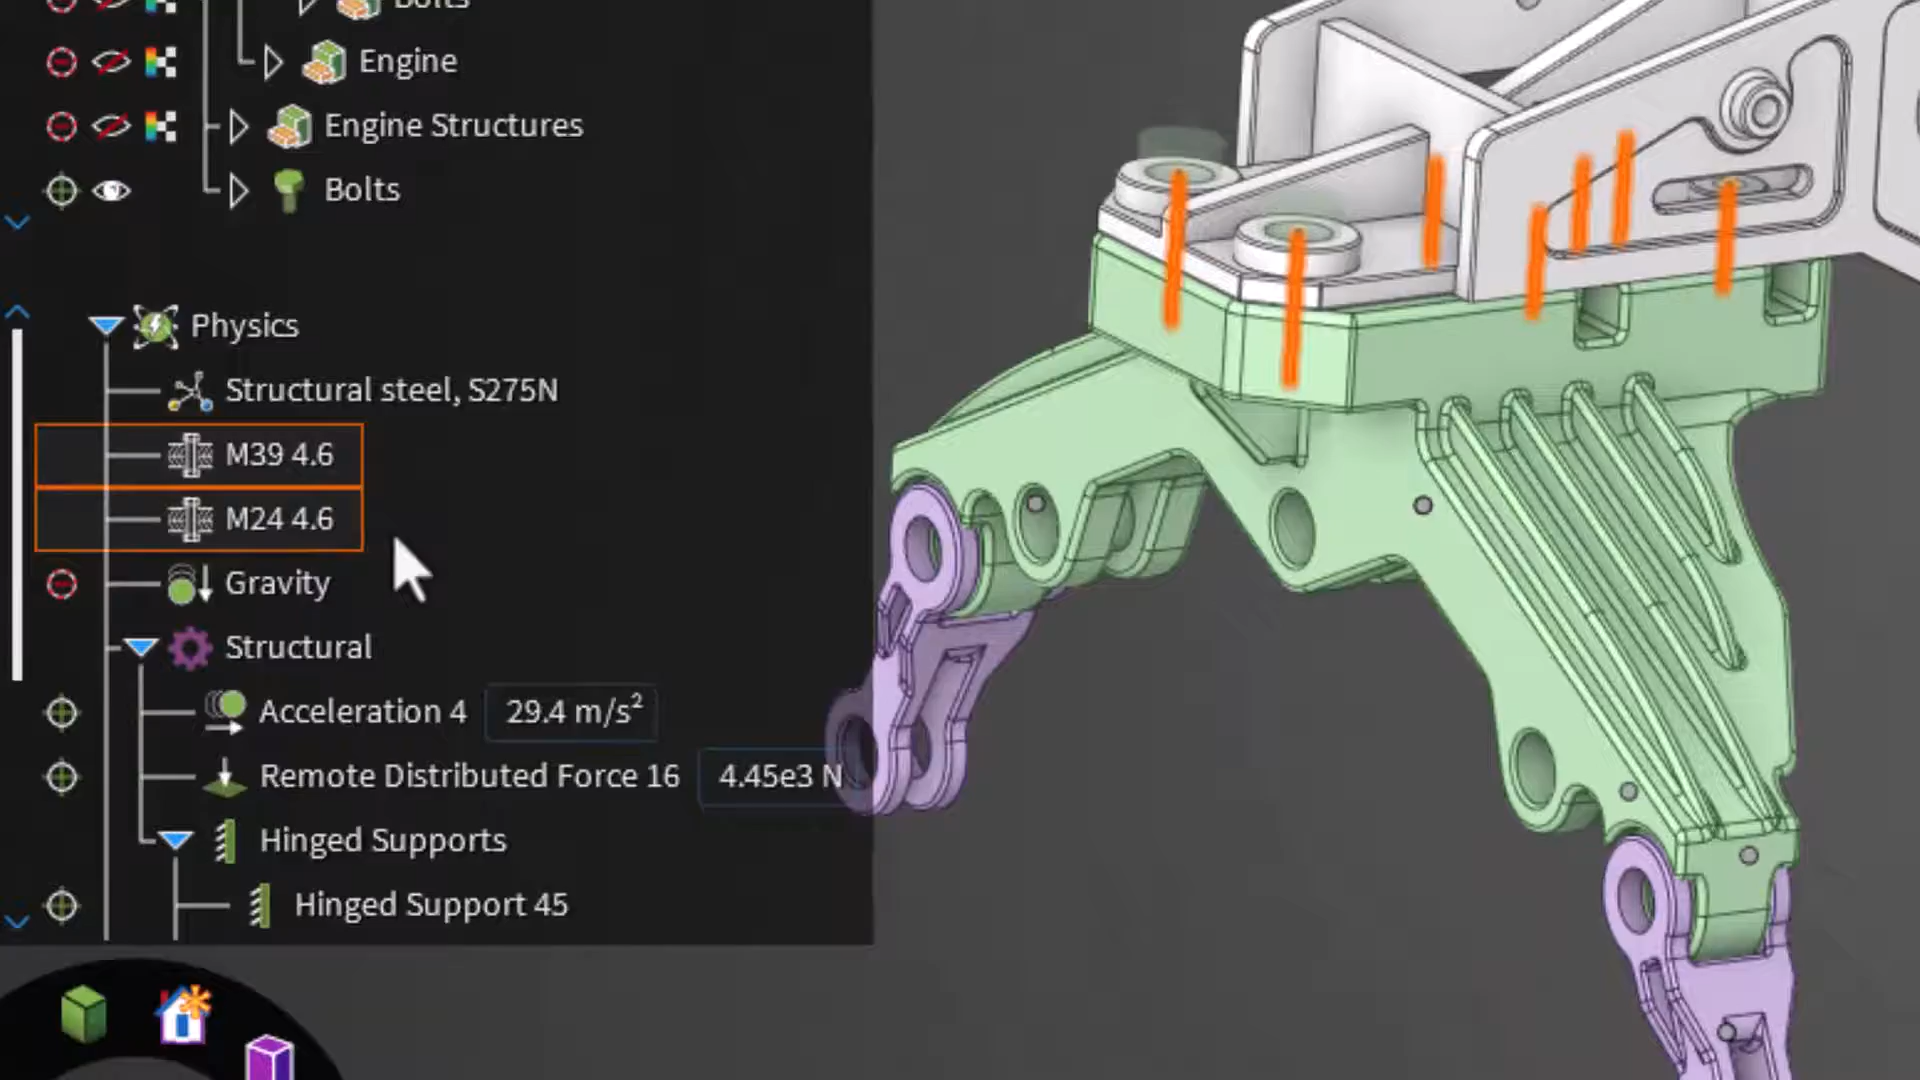 Bolts
Engine
Engine Structures
Bolts
Physics
Structural steel, S275N
M39 4.6
M24 4.6
Gravity
Structural
Acceleration 4 29.4 m/s²
Remote Distributed Force 16 4.45e3 N
Hinged Supports
Hinged Support 45